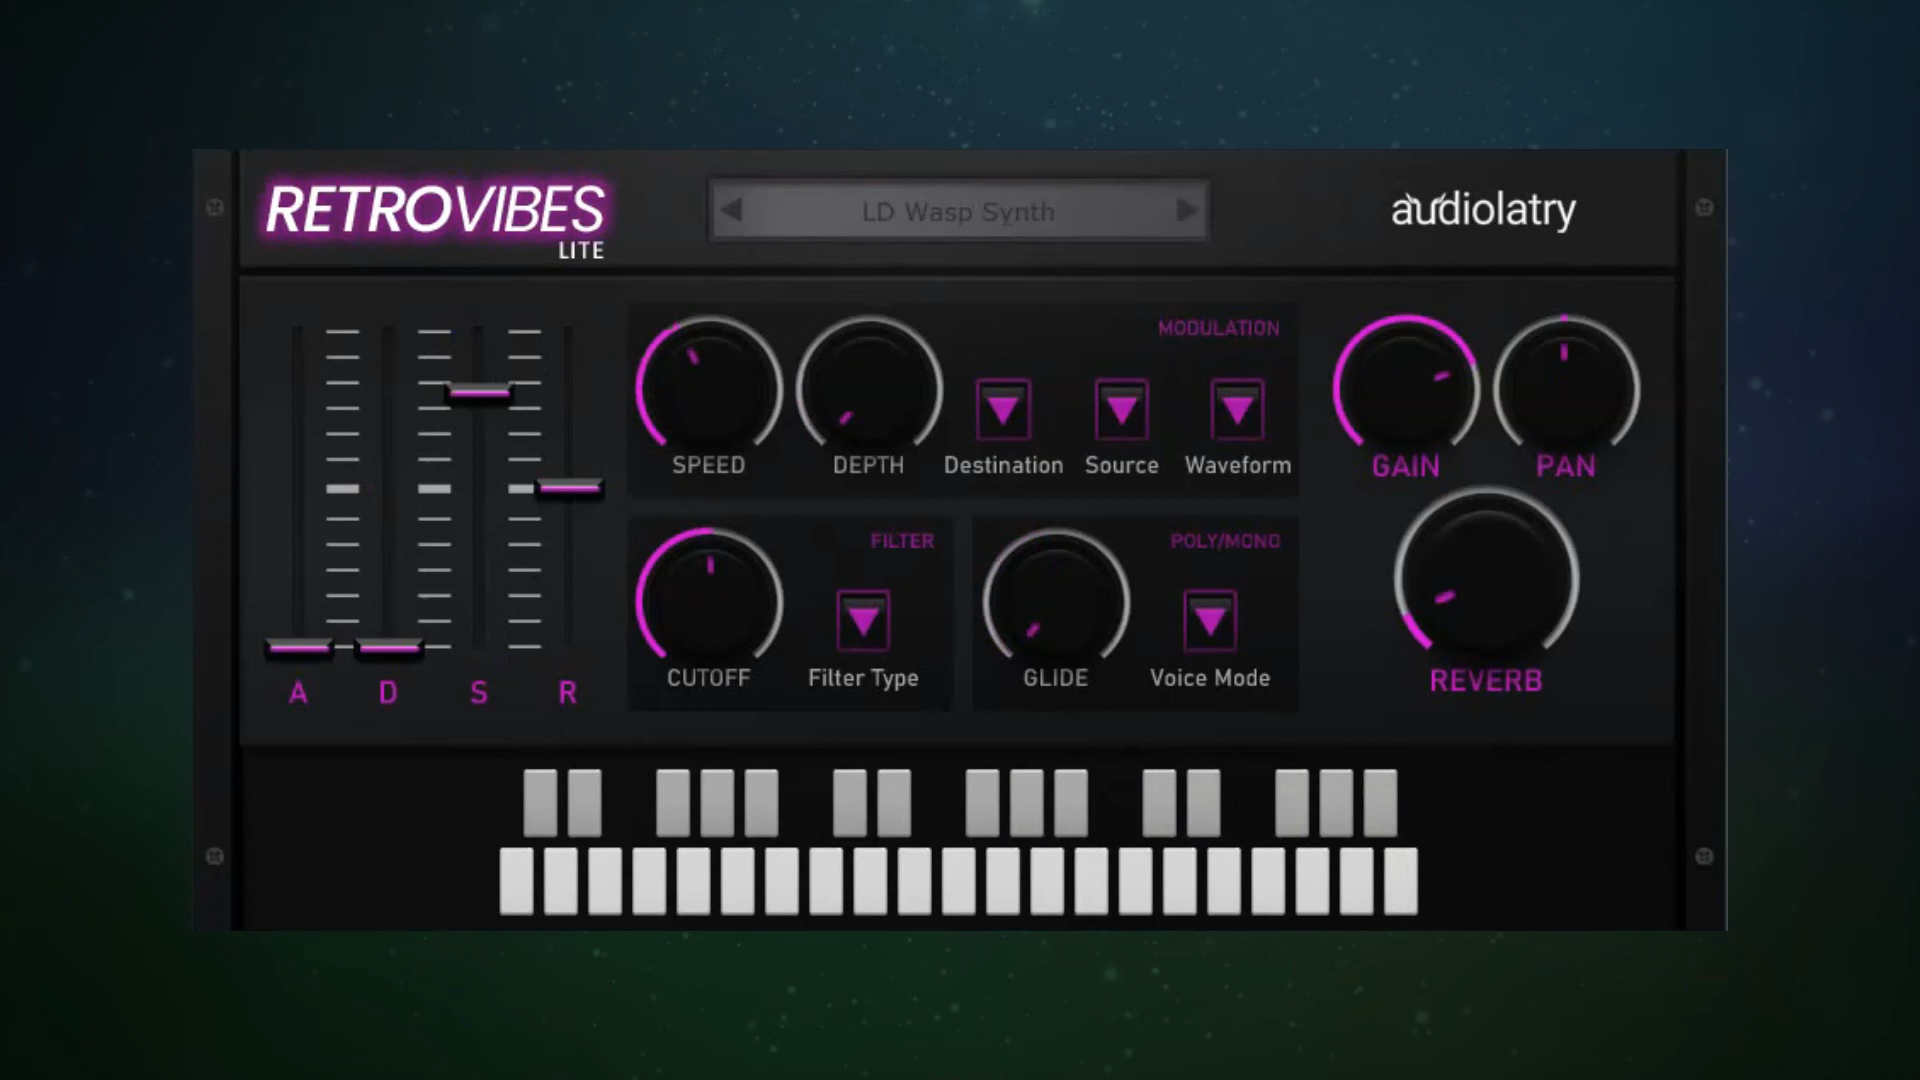 RETROVIBES
LITE
LD Wasp Synth
audiolatry
MODULATION
SPEED
DEPTH
Destination
Source
Waveform
GAIN
PAN
FILTER
CUTOFF
Filter Type
POLY/MONO
GLIDE
Voice Mode
REVERB
A D S R